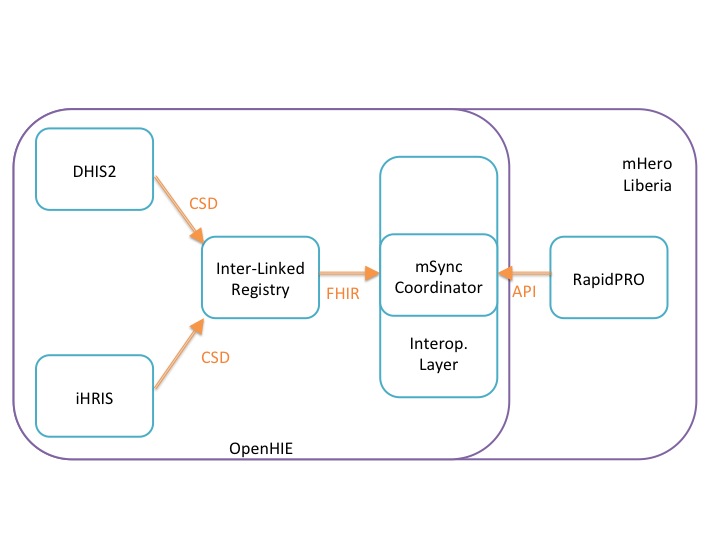 DHIS2
mHero
Liberia
CSD
Inter-Linked
Registry
FHIR
mSync
Coordinator
API
RapidPRO
CSD
Interop.
Layer
iHRIS
OpenHIE